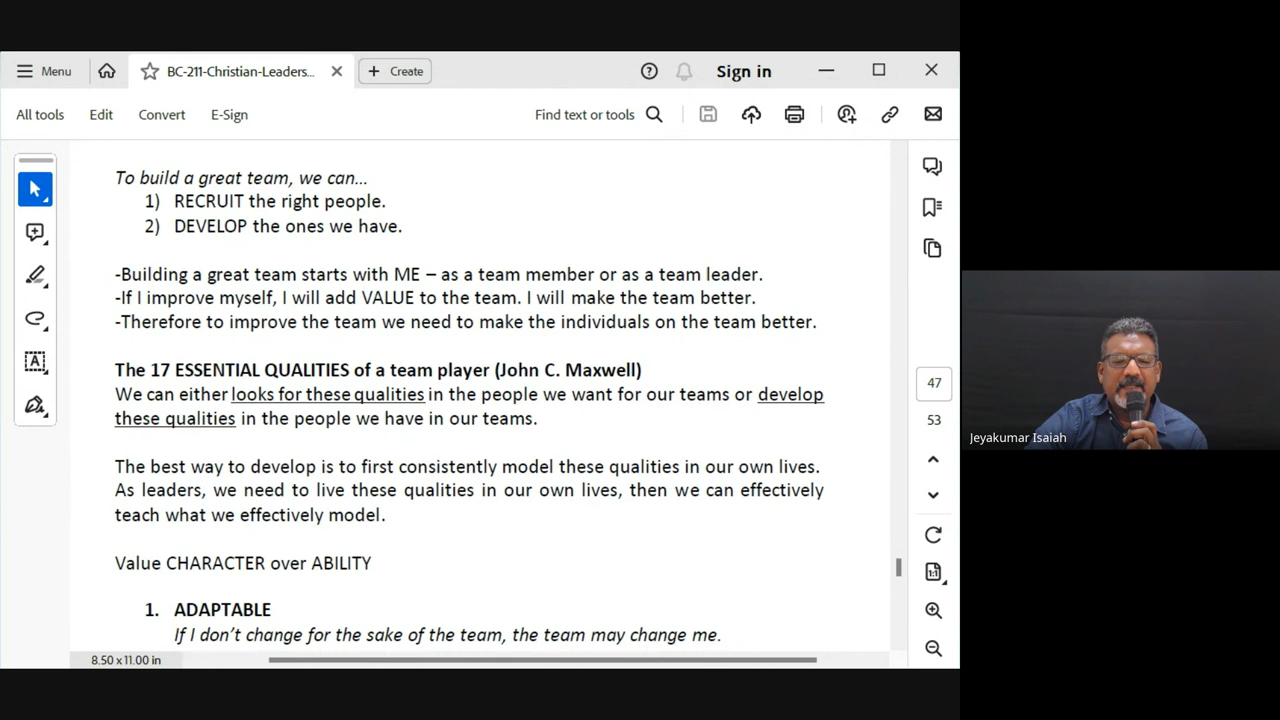 Menu
BC-211-Christian-Leaders...
Create
Sign in
All tools
Edit
Convert
E-Sign
Find text or tools
To build a great team, we can...
1) RECRUIT the right people.
2) DEVELOP the ones we have.
-Building a great team starts with ME – as a team member or as a team leader.
-If I improve myself, I will add VALUE to the team. I will make the team better.
-Therefore to improve the team we need to make the individuals on the team better.
The 17 ESSENTIAL QUALITIES of a team player (John C. Maxwell)
We can either looks for these qualities in the people we want for our teams or develop
these qualities in the people we have in our teams.
The best way to develop is to first consistently model these qualities in our own lives.
As leaders, we need to live these qualities in our own lives, then we can effectively
teach what we effectively model.
Value CHARACTER over ABILITY
1. ADAPTABLE
If I don't change for the sake of the team, the team may change me.
8.50 x 11.00 in
47
53
1:1
Jeyakumar Isaiah